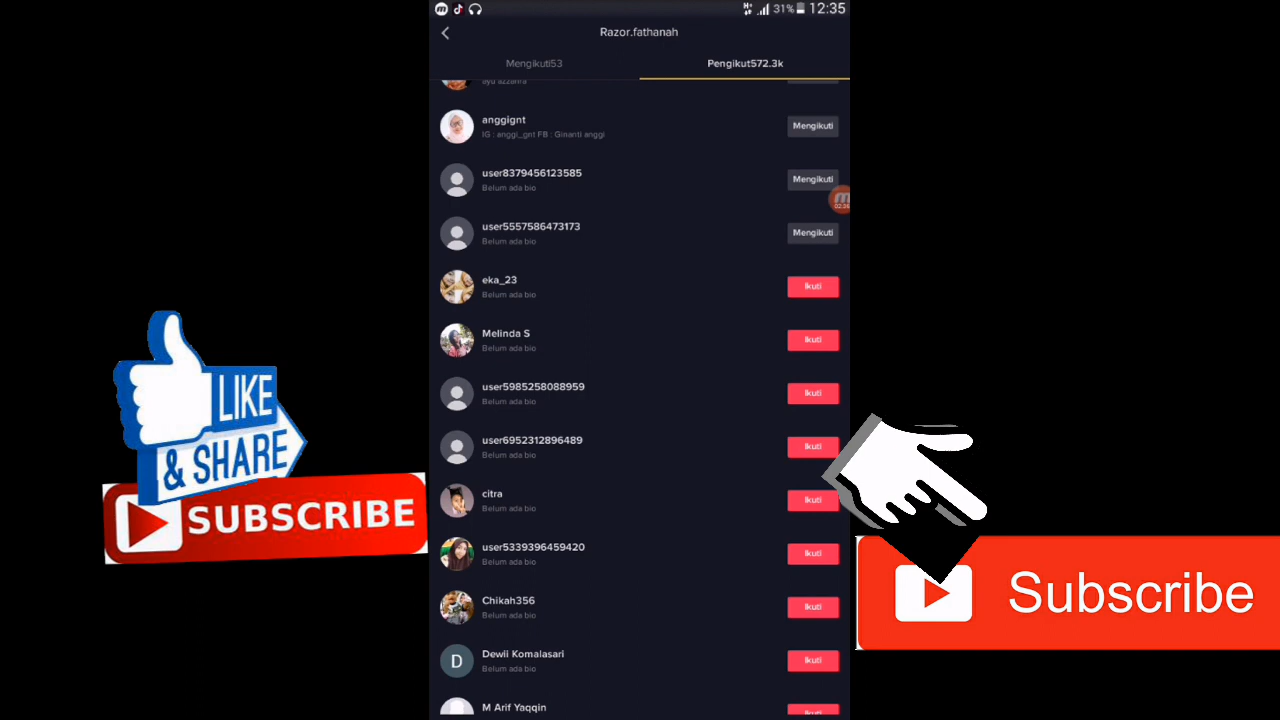 31% 12:35
Razor.fathanah
Mengikuti53
Pengikut572.3k
ayu azzahra
anggignt
IG : anggi_gnt FB : Ginanti anggi
Mengikuti
user8379456123585
Belum ada bio
Mengikuti
user5557586473173
Belum ada bio
Mengikuti
eka_23
Belum ada bio
Ikuti
Melinda S
Belum ada bio
Ikuti
user5985258088959
Belum ada bio
Ikuti
user6952312896489
Belum ada bio
Ikuti
citra
Belum ada bio
Ikuti
user5339396459420
Belum ada bio
Ikuti
Chikah356
Belum ada bio
Ikuti
D
Dewii Komalasari
Belum ada bio
Ikuti
M Arif Yaqqin
Ikuti
LIKE
& SHARE
SUBSCRIBE
Subscribe